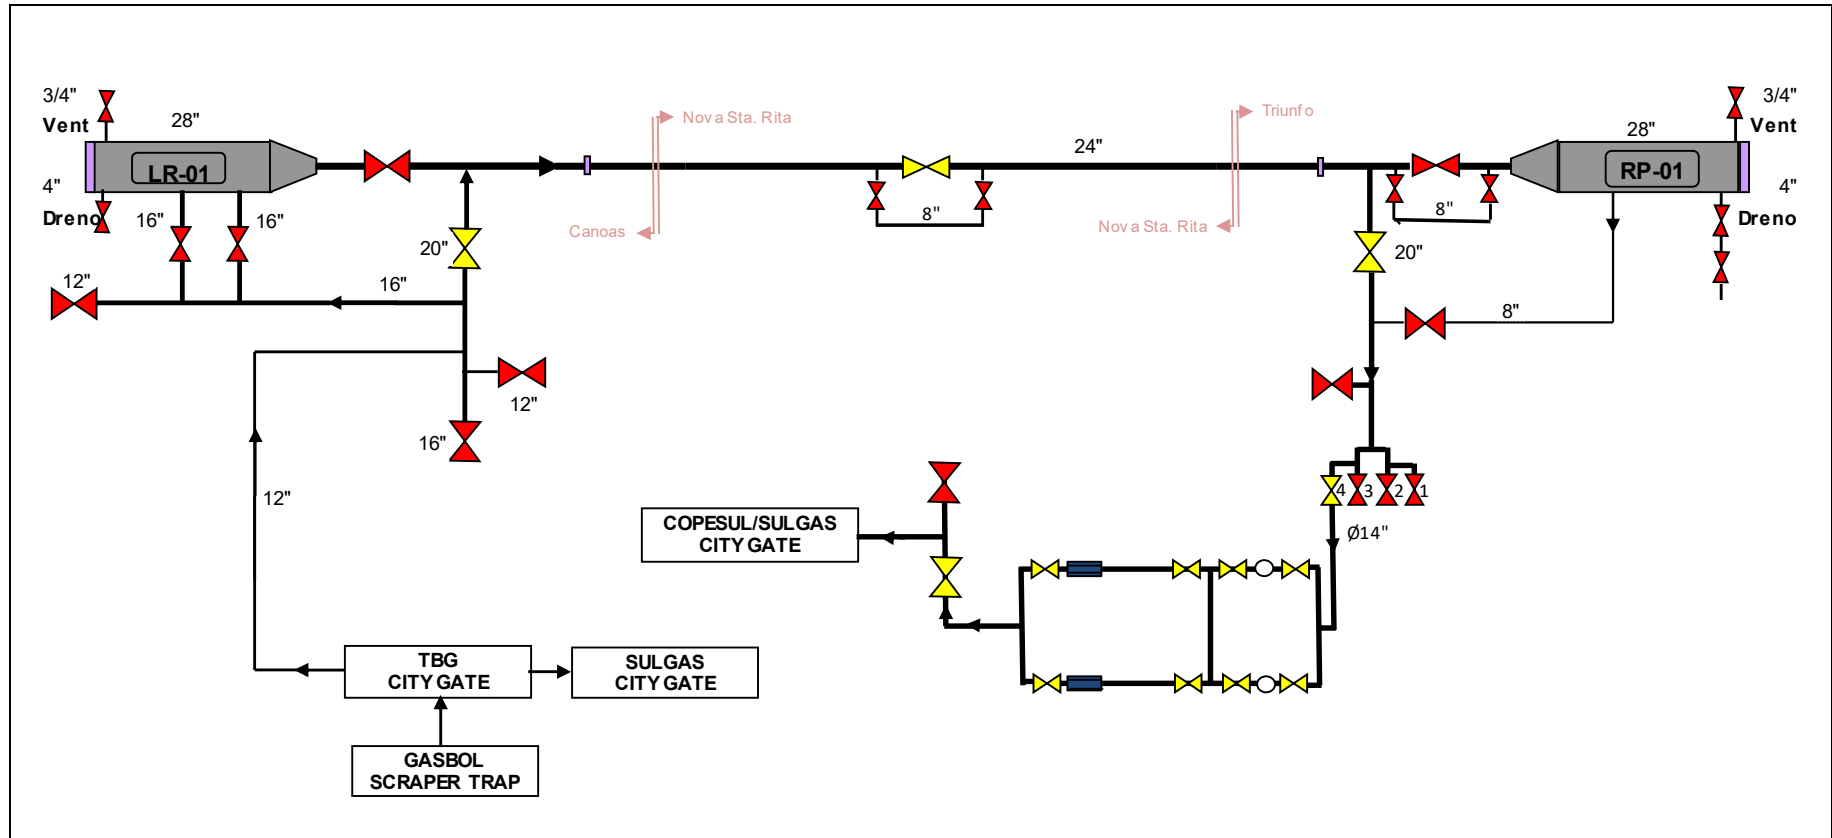 3/4"
Vent
28"
LR-01
4"
Dreno
16"
16"
12"
16"
20"
12"
16"
12"
Nova Sta. Rita
Canoas
8"
24"
Triunfo
Nova Sta. Rita
8"
20"
28"
RP-01
3/4"
Vent
4"
Dreno
8"
4
3
2
1
Ø14"
COPESUL/SULGAS
CITY GATE
TBG
CITY GATE
SULGAS
CITY GATE
GASBOL
SCRAPER TRAP